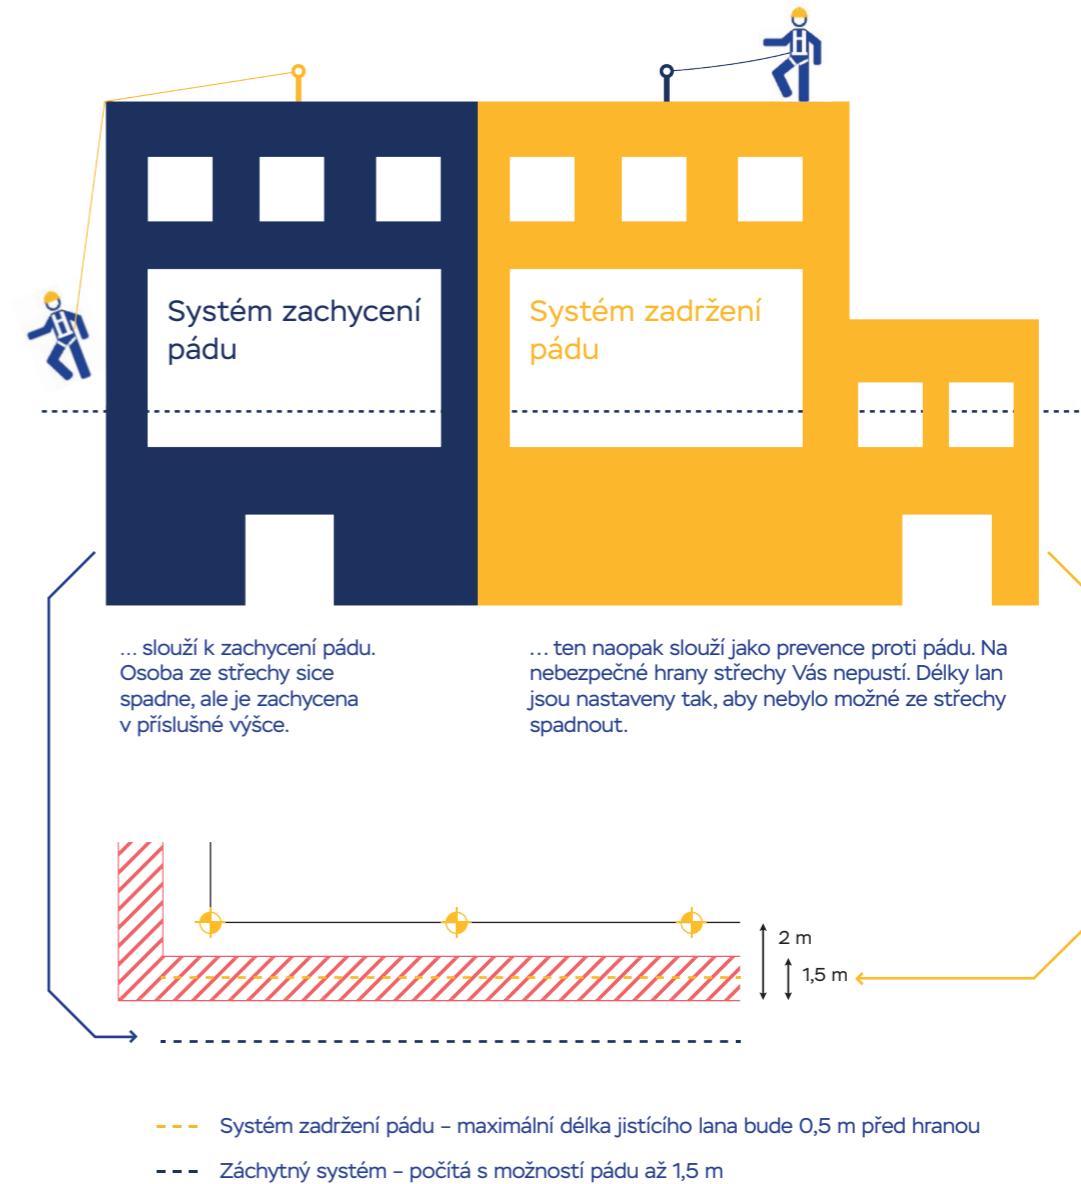 Systém zachycení
pádu
Systém zadržení
pádu
... slouží k zachycení pádu.
Osoba ze střechy sice
spadne, ale je zachycena
v příslušné výšce.
... ten naopak slouží jako prevence proti pádu. Na
nebezpečné hrany střechy Vás nepustí. Délky lan
jsou nastaveny tak, aby nebylo možné ze střechy
spadnout.
2 m
1,5 m
Systém zadržení pádu – maximální délka jistícího lana bude 0,5 m před hranou
Záchytný systém – počítá s možností pádu až 1,5 m